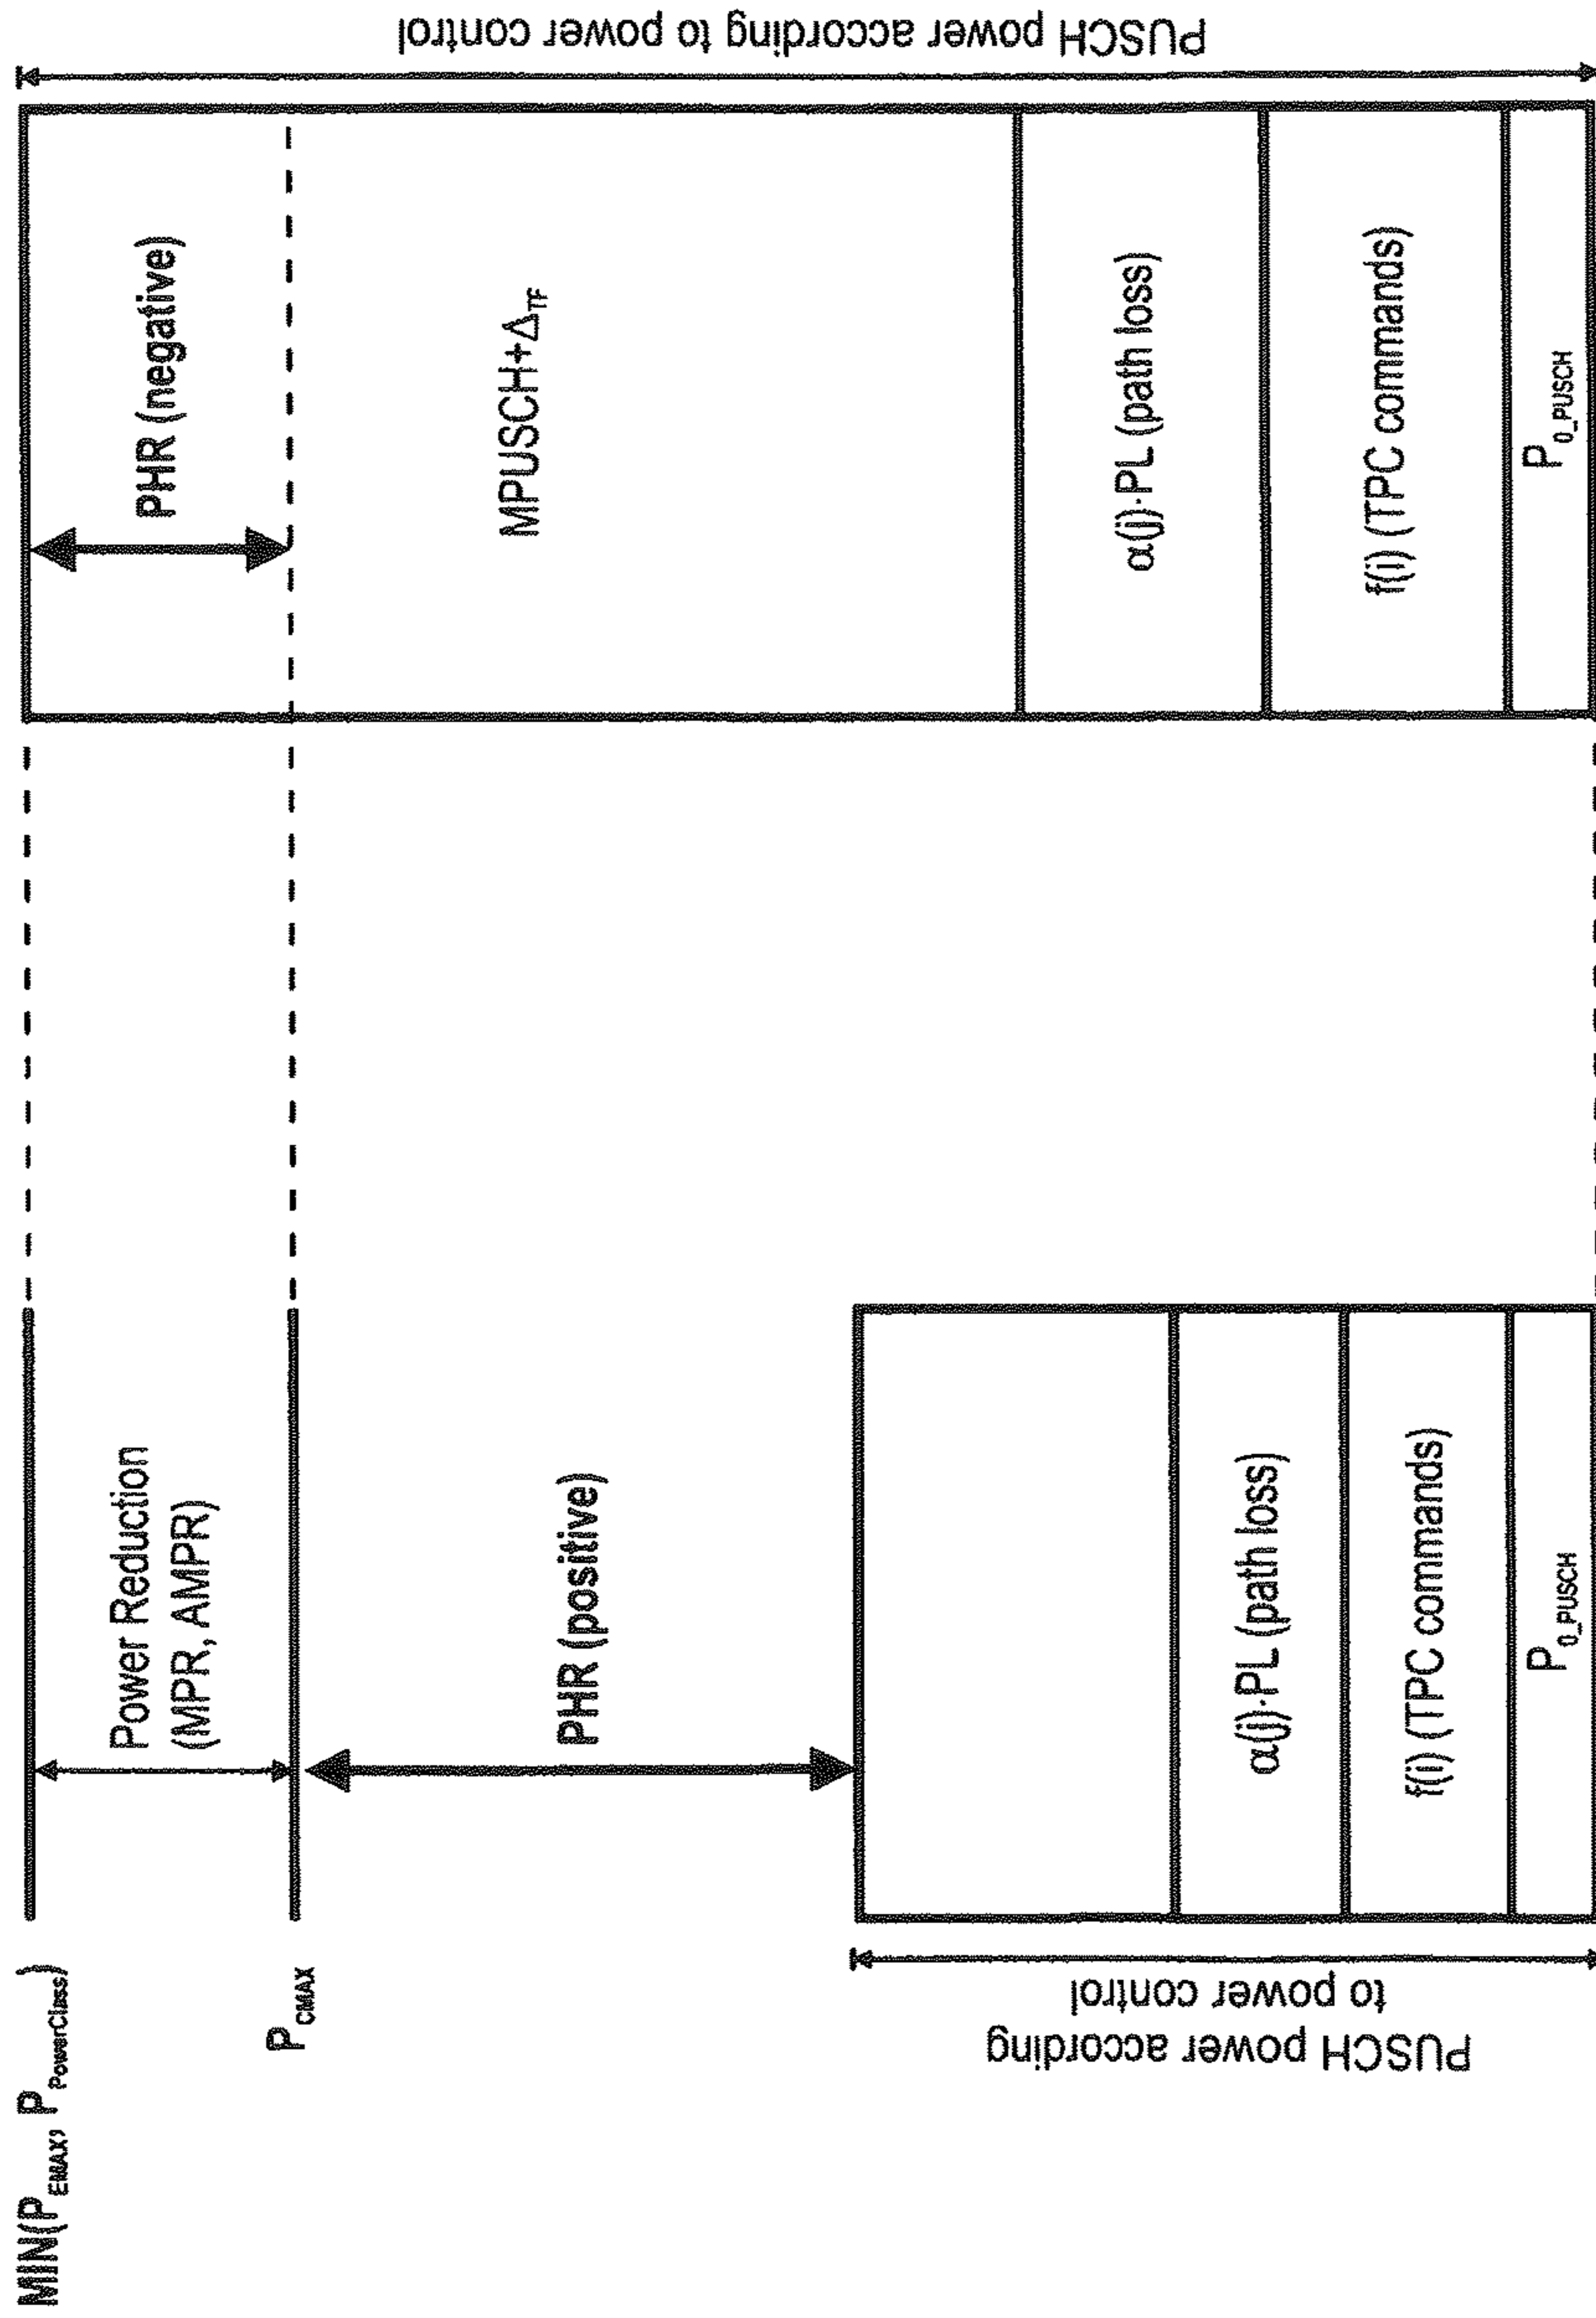 MIN(P_EMAX, P_PowerClass)
P_CMAX
Power Reduction
(MPR, AMPR)
PHR (positive)
PUSCH power according
to power control
α(j)·PL (path loss)
f(i) (TPC commands)
P_0_PUSCH
PHR (negative)
MPUSCH+Δ_TF
α(j)·PL (path loss)
f(i) (TPC commands)
P_0_PUSCH
PUSCH power according to power control